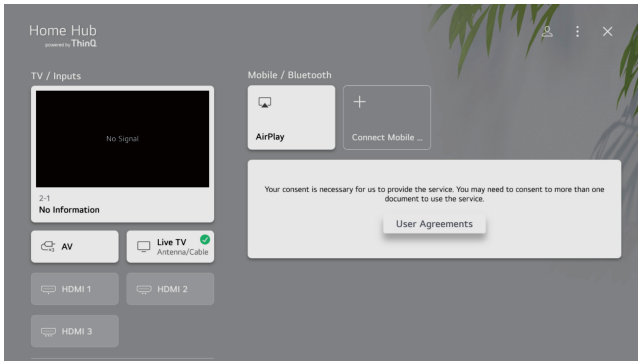 Home Hub
powered by ThinQ
TV / Inputs
No Signal
2-1
No Information
AV
Live TV
Antenna/Cable
HDMI 1
HDMI 2
HDMI 3
Mobile / Bluetooth
AirPlay
Connect Mobile ...
Your consent is necessary for us to provide the service. You may need to consent to more than one
document to use the service.
User Agreements